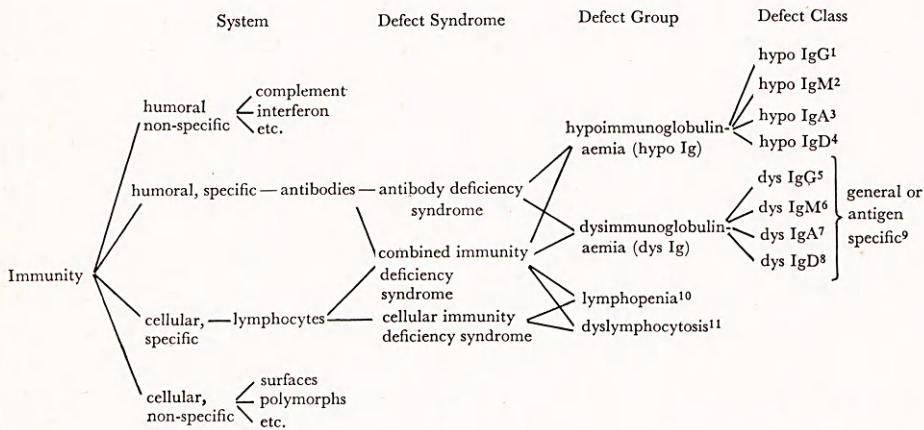 System Defect Syndrome Defect Group Defect Class
hypo IgG¹
hypo IgM²
hypo IgA³
hypo IgD⁴
complement
humoral interferon
non-specific etc.
hypoimmunoglobulin-
aemia (hypo Ig)
humoral, specific — antibodies — antibody deficiency
syndrome
dys IgG⁵
dys IgM⁶
dys IgA⁷
dys IgD⁸
general or
antigen
specific⁹
dysimmunoglobulin-
aemia (dys Ig)
Immunity
combined immunity
deficiency
syndrome
lymphopenia¹⁰
dyslymphocytosis¹¹
cellular, — lymphocytes — cellular immunity
specific deficiency syndrome
surfaces
cellular, polymorphs
non-specific etc.